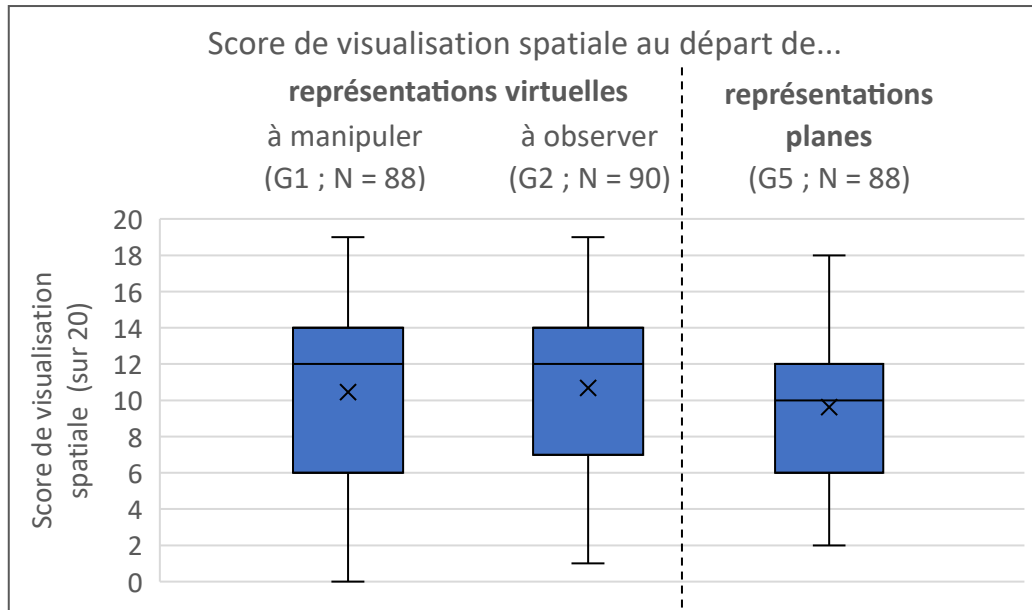 Score de visualisation spatiale au départ de...
représentations virtuelles
à manipuler
(G1 ; N = 88)
à observer
(G2 ; N = 90)
représentations
planes
(G5 ; N = 88)
Score de visualisation
spatiale (sur 20)
20
18
16
14
12
10
8
6
4
2
0